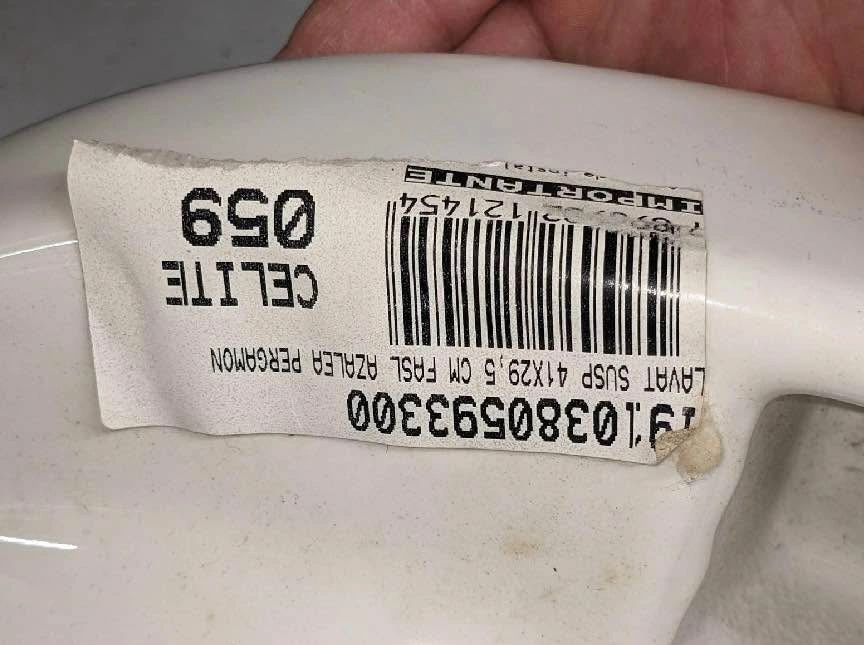 1910380593300
LAVAT SUSP 41X29,5 CM FASL AZALEA PERGAMON
CELITE
059
121454
IMPORTANTE